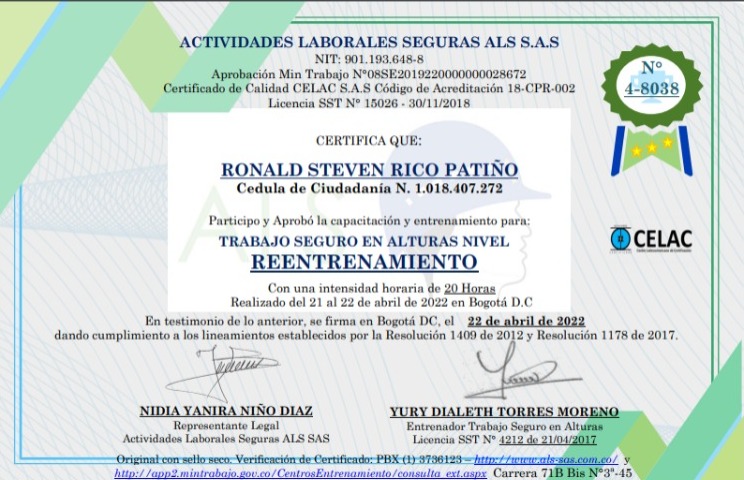 ACTIVIDADES LABORALES SEGURAS ALS S.A.S
NIT: 901.193.648-8
Aprobación Min Trabajo N°08SE2019220000000028672
Certificado de Calidad CELAC S.A.S Código de Acreditación 18-CPR-002
Licencia SST N° 15026 - 30/11/2018
N°
4-8038
CERTIFICA QUE:
RONALD STEVEN RICO PATIÑO
Cedula de Ciudadanía N. 1.018.407.272
Participo y Aprobó la capacitación y entrenamiento para:
TRABAJO SEGURO EN ALTURAS NIVEL
REENTRENAMIENTO
ALS
CELAC
Con una intensidad horaria de 20 Horas
Realizado del 21 al 22 de abril de 2022 en Bogotá D.C
En testimonio de lo anterior, se firma en Bogotá DC, el 22 de abril de 2022
dando cumplimiento a los lineamientos establecidos por la Resolución 1409 de 2012 y Resolución 1178 de 2017.
NIDIA YANIRA NIÑO DIAZ
Representante Legal
Actividades Laborales Seguras ALS SAS
YURY DIALETH TORRES MORENO
Entrenador Trabajo Seguro en Alturas
Licencia SST N° 4212 de 21/04/2017
Original con sello seco. Verificación de Certificado: PBX (1) 3736123 – http://www.als-sas.com.co/ y
http://app2.mintrabajo.gov.co/CentrosEntrenamiento/consulta_ext.aspx Carrera 71B Bis N°3ª-45